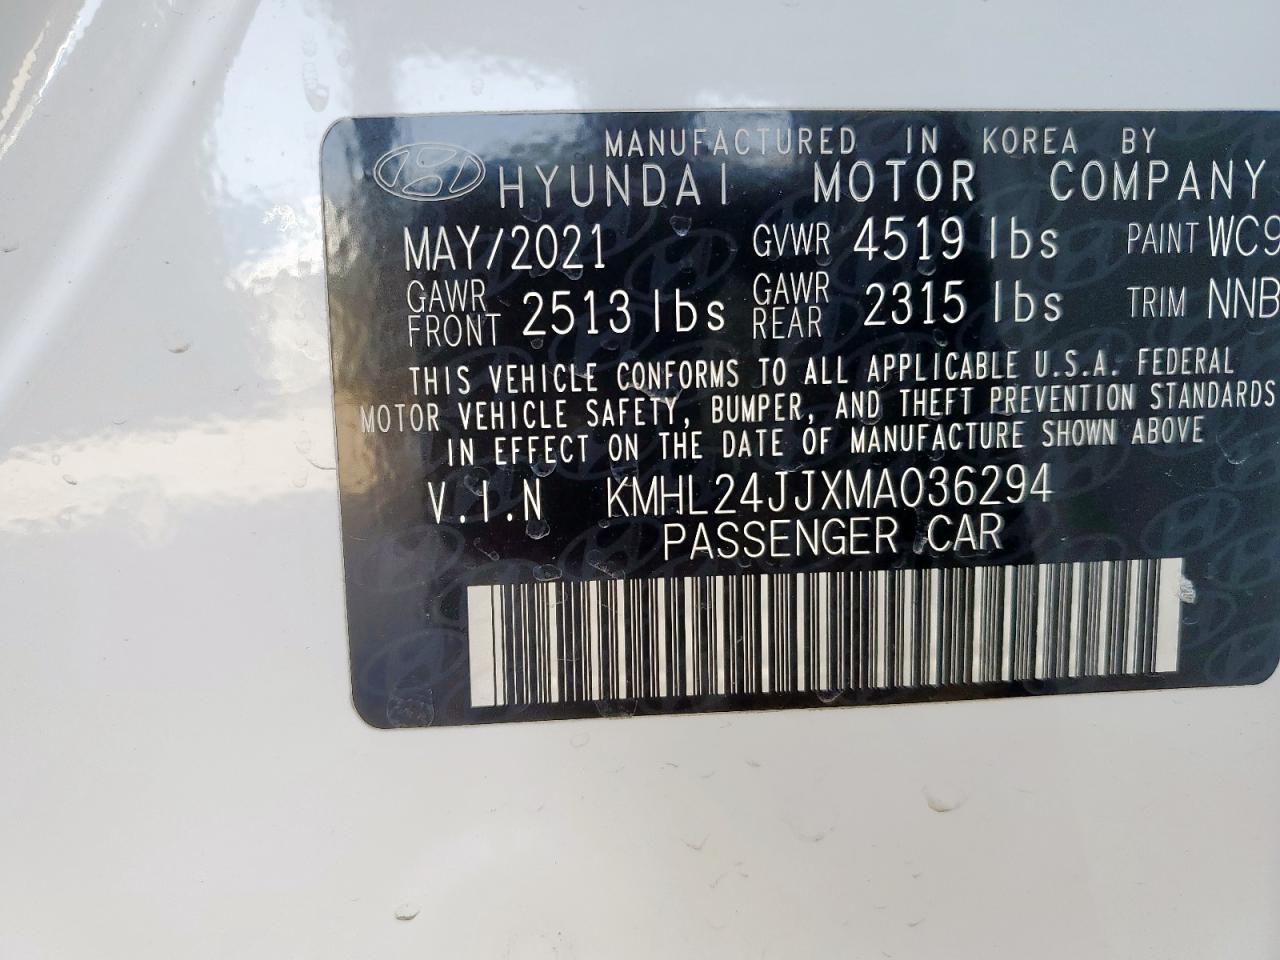 MANUFACTURED IN KOREA BY
HYUNDAI MOTOR COMPANY
MAY/2021 GVWR 4519 lbs PAINT WC9
GAWR FRONT 2513 lbs GAWR REAR 2315 lbs TRIM NNB
THIS VEHICLE CONFORMS TO ALL APPLICABLE U.S.A. FEDERAL
MOTOR VEHICLE SAFETY, BUMPER, AND THEFT PREVENTION STANDARDS
IN EFFECT ON THE DATE OF MANUFACTURE SHOWN ABOVE
V.I.N KMHL24JJXMA036294
PASSENGER CAR